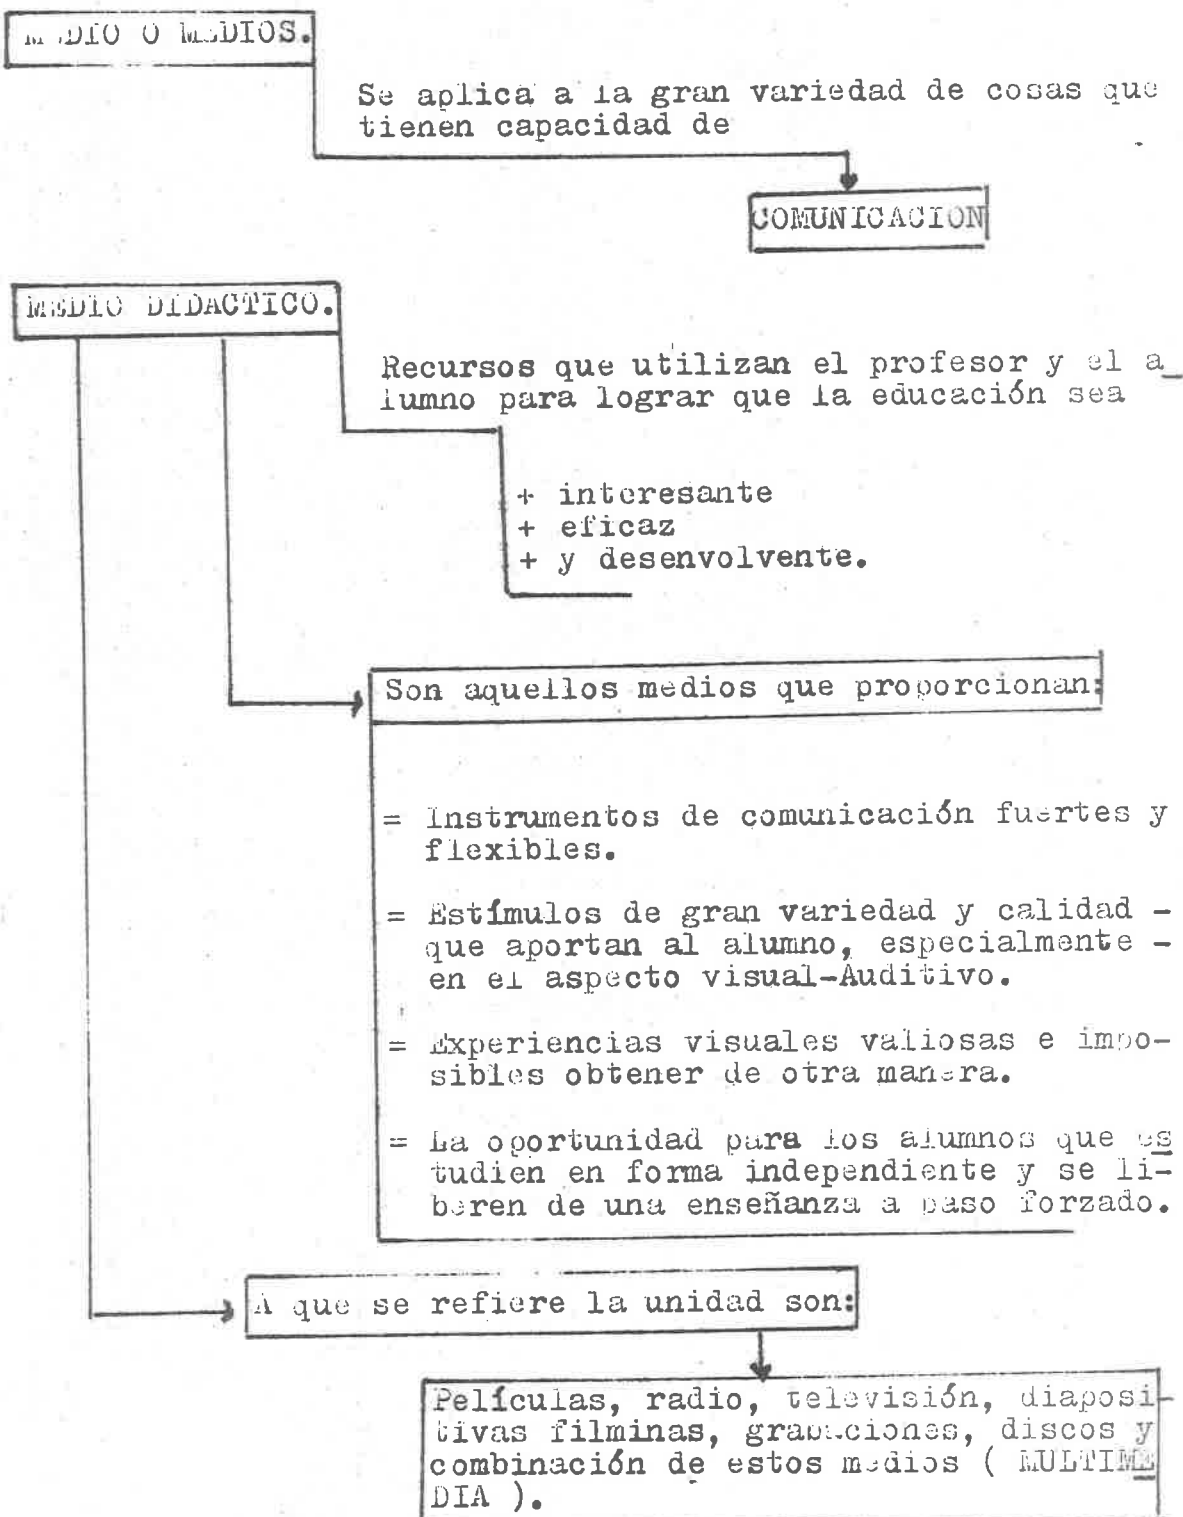 MEDIO O MEDIOS.
Se aplica a la gran variedad de cosas que
tienen capacidad de
COMUNICACION
MEDIO DIDACTICO.
Recursos que utilizan el profesor y el a_
lumno para lograr que la educación sea
+ interesante
+ eficaz
+ y desenvolvente.
Son aquellos medios que proporcionan:
= Instrumentos de comunicación fuertes y
flexibles.
= Estímulos de gran variedad y calidad -
que aportan al alumno, especialmente -
en el aspecto visual-Auditivo.
= Experiencias visuales valiosas e impo-
sibles obtener de otra manera.
= La oportunidad para los alumnos que es
tudien en forma independiente y se li-
beren de una enseñanza a paso forzado.
A que se refiere la unidad son:
Películas, radio, televisión, diaposi-
tivas filminas, grabaciones, discos y
combinación de estos medios ( MULTIME
DIA ).